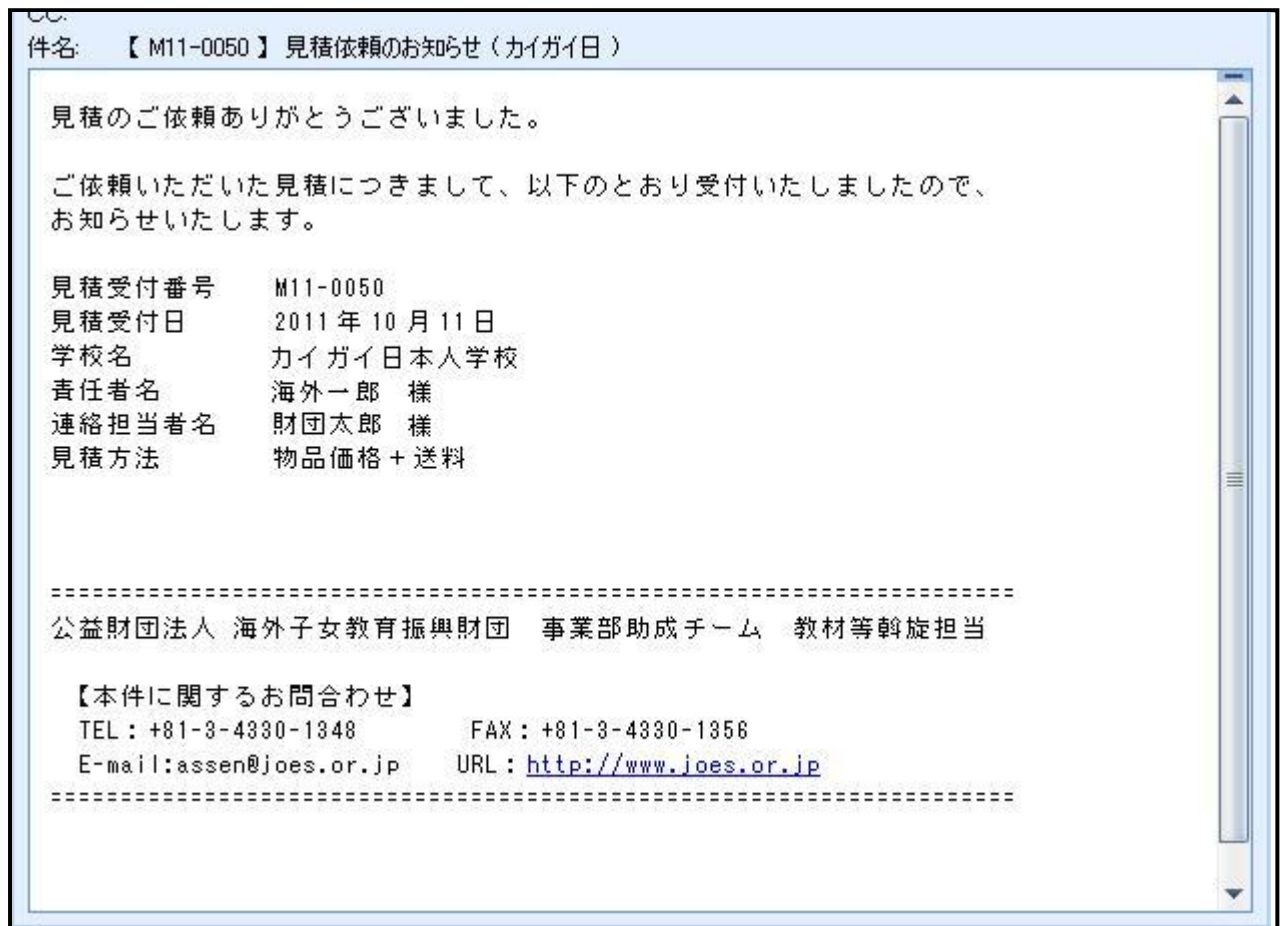 CC:
件名: 【 M11-0050 】 見積依頼のお知らせ ( カイガイ日 )
見積のご依頼ありがとうございました。
ご依頼いただいた見積につきまして、以下のとおり受付いたしましたので、
お知らせいたします。
見積受付番号 M11-0050
見積受付日 2011 年 10 月 11 日
学校名 カイガイ日本人学校
責任者名 海外一郎 様
連絡担当者名 財団太郎 様
見積方法 物品価格 + 送料
=====================================================================
公益財団法人 海外子女教育振興財団 事業部助成チーム 教材等斡旋担当
【本件に関するお問合わせ】
TEL : +81-3-4330-1348 FAX : +81-3-4330-1356
E-mail:assen@joes.or.jp URL : http://www.joes.or.jp
=====================================================================